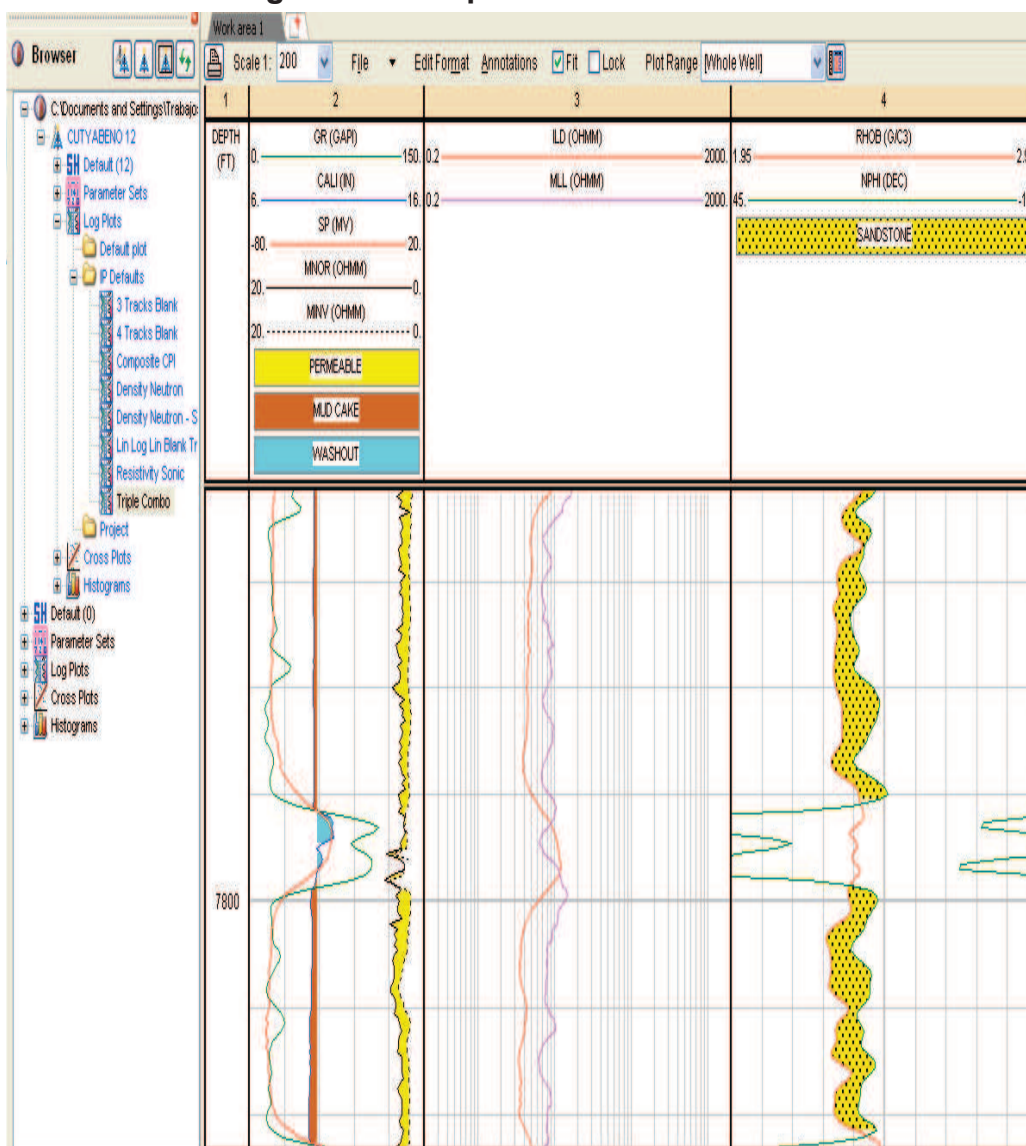 Work area 1
Browser
Scale 1: 200 File Edit Format Annotations Fit Lock Plot Range [Whole Well]
1 2 3 4
C:\Documents and Settings\Trabajo
CUTYABENO 12
SH Default (12)
Parameter Sets
Log Plots
Default plot
IP Defaults
3 Tracks Blank
4 Tracks Blank
Composite CPI
Density Neutron
Density Neutron - S
Lin Log Lin Blank Tr
Resistivity Sonic
Triple Combo
Project
Cross Plots
Histograms
SH Default (0)
Parameter Sets
Log Plots
Cross Plots
Histograms
DEPTH
(FT)
GR (GAPI)
0. 150.
CALI (IN)
6. 16.
SP (MV)
-80. 20.
MNOR (OHMM)
20. 0.
MINV (OHMM)
20. 0.
PERMEABLE
MUD CAKE
WASHOUT
ILD (OHMM)
0.2 2000.
MLL (OHMM)
0.2 2000.
RHOB (G/C3)
1.95 2.9
NPHI (DEC)
45. -1
SANDSTONE
7800